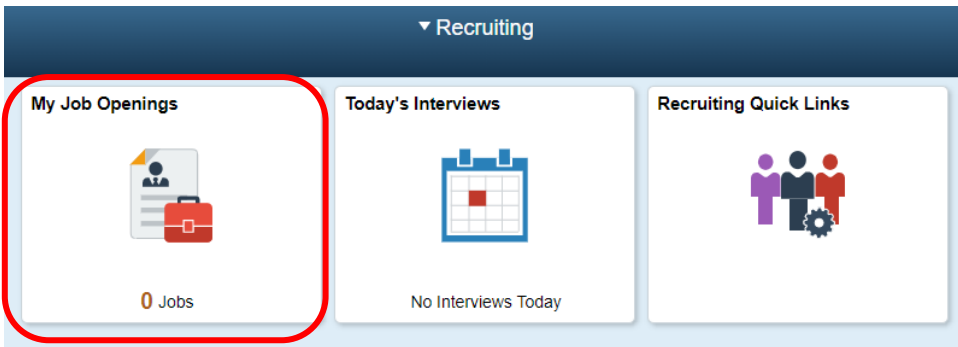 Recruiting
My Job Openings
Today's Interviews
Recruiting Quick Links
0 Jobs
No Interviews Today